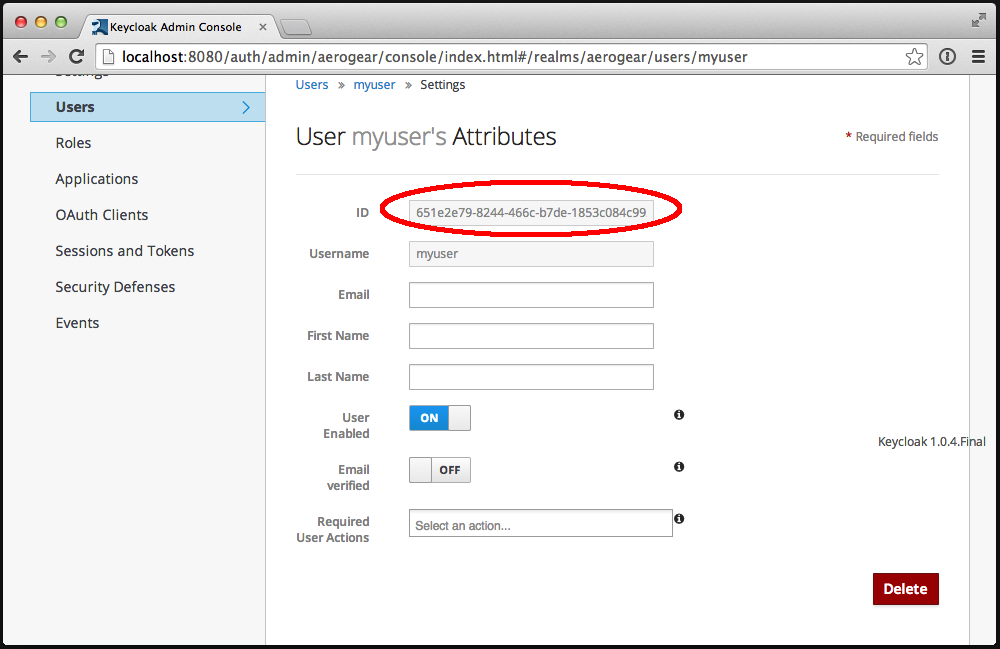 Keycloak Admin Console
localhost:8080/auth/admin/aerogear/console/index.html#/realms/aerogear/users/myuser
Settings
Users
Roles
Applications
OAuth Clients
Sessions and Tokens
Security Defenses
Events
Users » myuser » Settings
User myuser's Attributes
* Required fields
ID 651e2e79-8244-466c-b7de-1853c084c99
Username myuser
Email
First Name
Last Name
User
Enabled
ON
Email
verified
OFF
Required
User Actions
Select an action...
Keycloak 1.0.4.Final
Delete